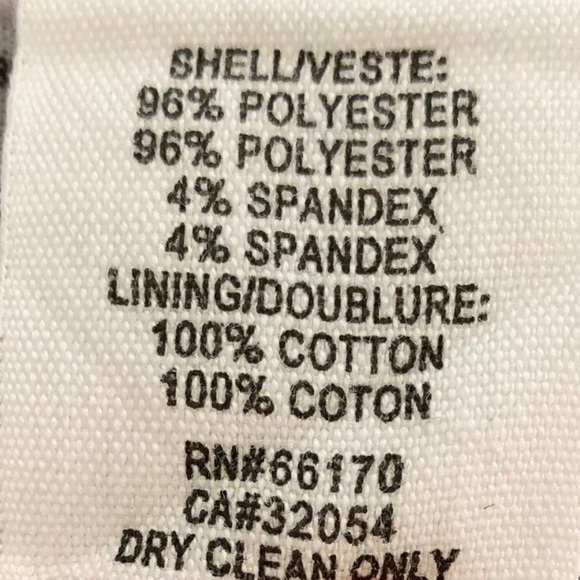 SHELL/VESTE:
96% POLYESTER
96% POLYESTER
4% SPANDEX
4% SPANDEX
LINING/DOUBLURE:
100% COTTON
100% COTON
RN#66170
CA#32054
DRY CLEAN ONLY